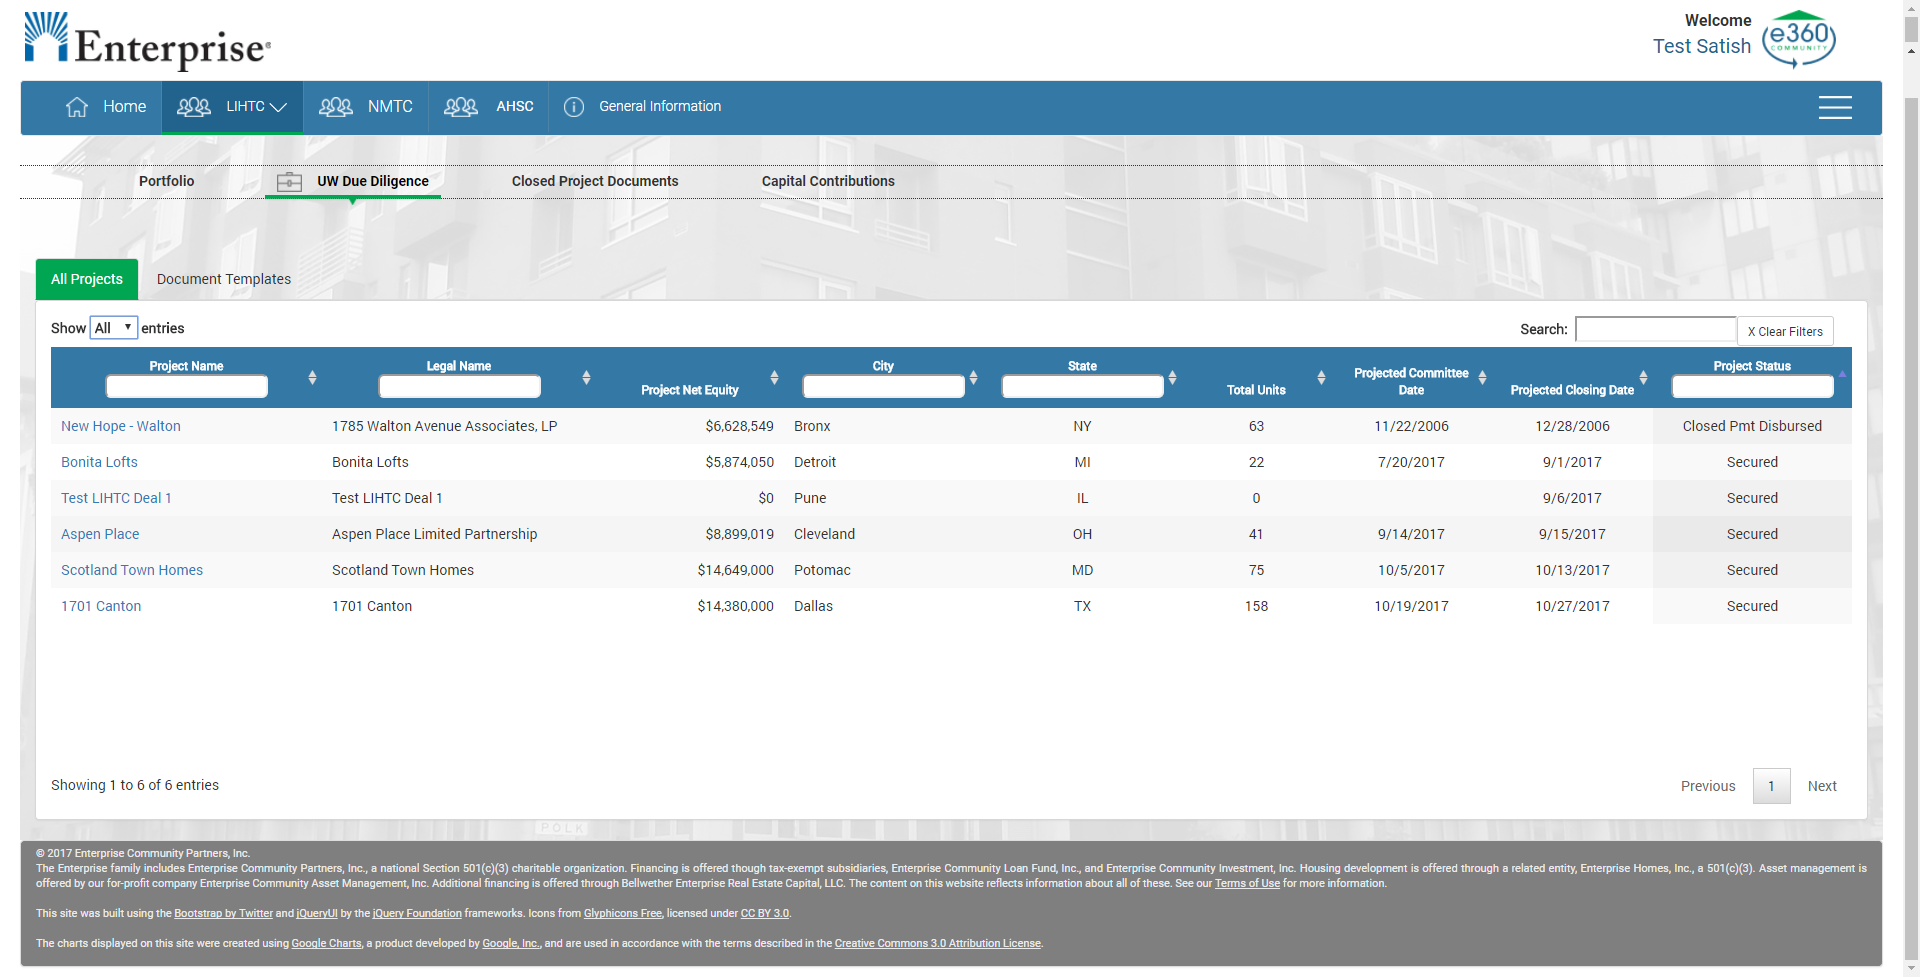 Enterprise®
Welcome
Test Satish
e360
COMMUNITY
Home
LIHTC
NMTC
AHSC
General Information
Portfolio
UW Due Diligence
Closed Project Documents
Capital Contributions
All Projects
Document Templates
Show All entries
Search:
X Clear Filters
Project Name Legal Name Project Net Equity City State Total Units Projected Committee Date Projected Closing Date Project Status
New Hope - Walton 1785 Walton Avenue Associates, LP $6,628,549 Bronx NY 63 11/22/2006 12/28/2006 Closed Pmt Disbursed
Bonita Lofts Bonita Lofts $5,874,050 Detroit MI 22 7/20/2017 9/1/2017 Secured
Test LIHTC Deal 1 Test LIHTC Deal 1 $0 Pune IL 0 9/6/2017 Secured
Aspen Place Aspen Place Limited Partnership $8,899,019 Cleveland OH 41 9/14/2017 9/15/2017 Secured
Scotland Town Homes Scotland Town Homes $14,649,000 Potomac MD 75 10/5/2017 10/13/2017 Secured
1701 Canton 1701 Canton $14,380,000 Dallas TX 158 10/19/2017 10/27/2017 Secured
Showing 1 to 6 of 6 entries
Previous 1 Next
POLK
© 2017 Enterprise Community Partners, Inc.
The Enterprise family includes Enterprise Community Partners, Inc., a national Section 501(c)(3) charitable organization. Financing is offered though tax-exempt subsidiaries, Enterprise Community Loan Fund, Inc., and Enterprise Community Investment, Inc. Housing development is offered through a related entity, Enterprise Homes, Inc., a 501(c)(3). Asset management is
offered by our for-profit company Enterprise Community Asset Management, Inc. Additional financing is offered through Bellwether Enterprise Real Estate Capital, LLC. The content on this website reflects information about all of these. See our Terms of Use for more information.
This site was built using the Bootstrap by Twitter and jQueryUI by the jQuery Foundation frameworks. Icons from Glyphicons Free, licensed under CC BY 3.0.
The charts displayed on this site were created using Google Charts, a product developed by Google, Inc., and are used in accordance with the terms described in the Creative Commons 3.0 Attribution License.